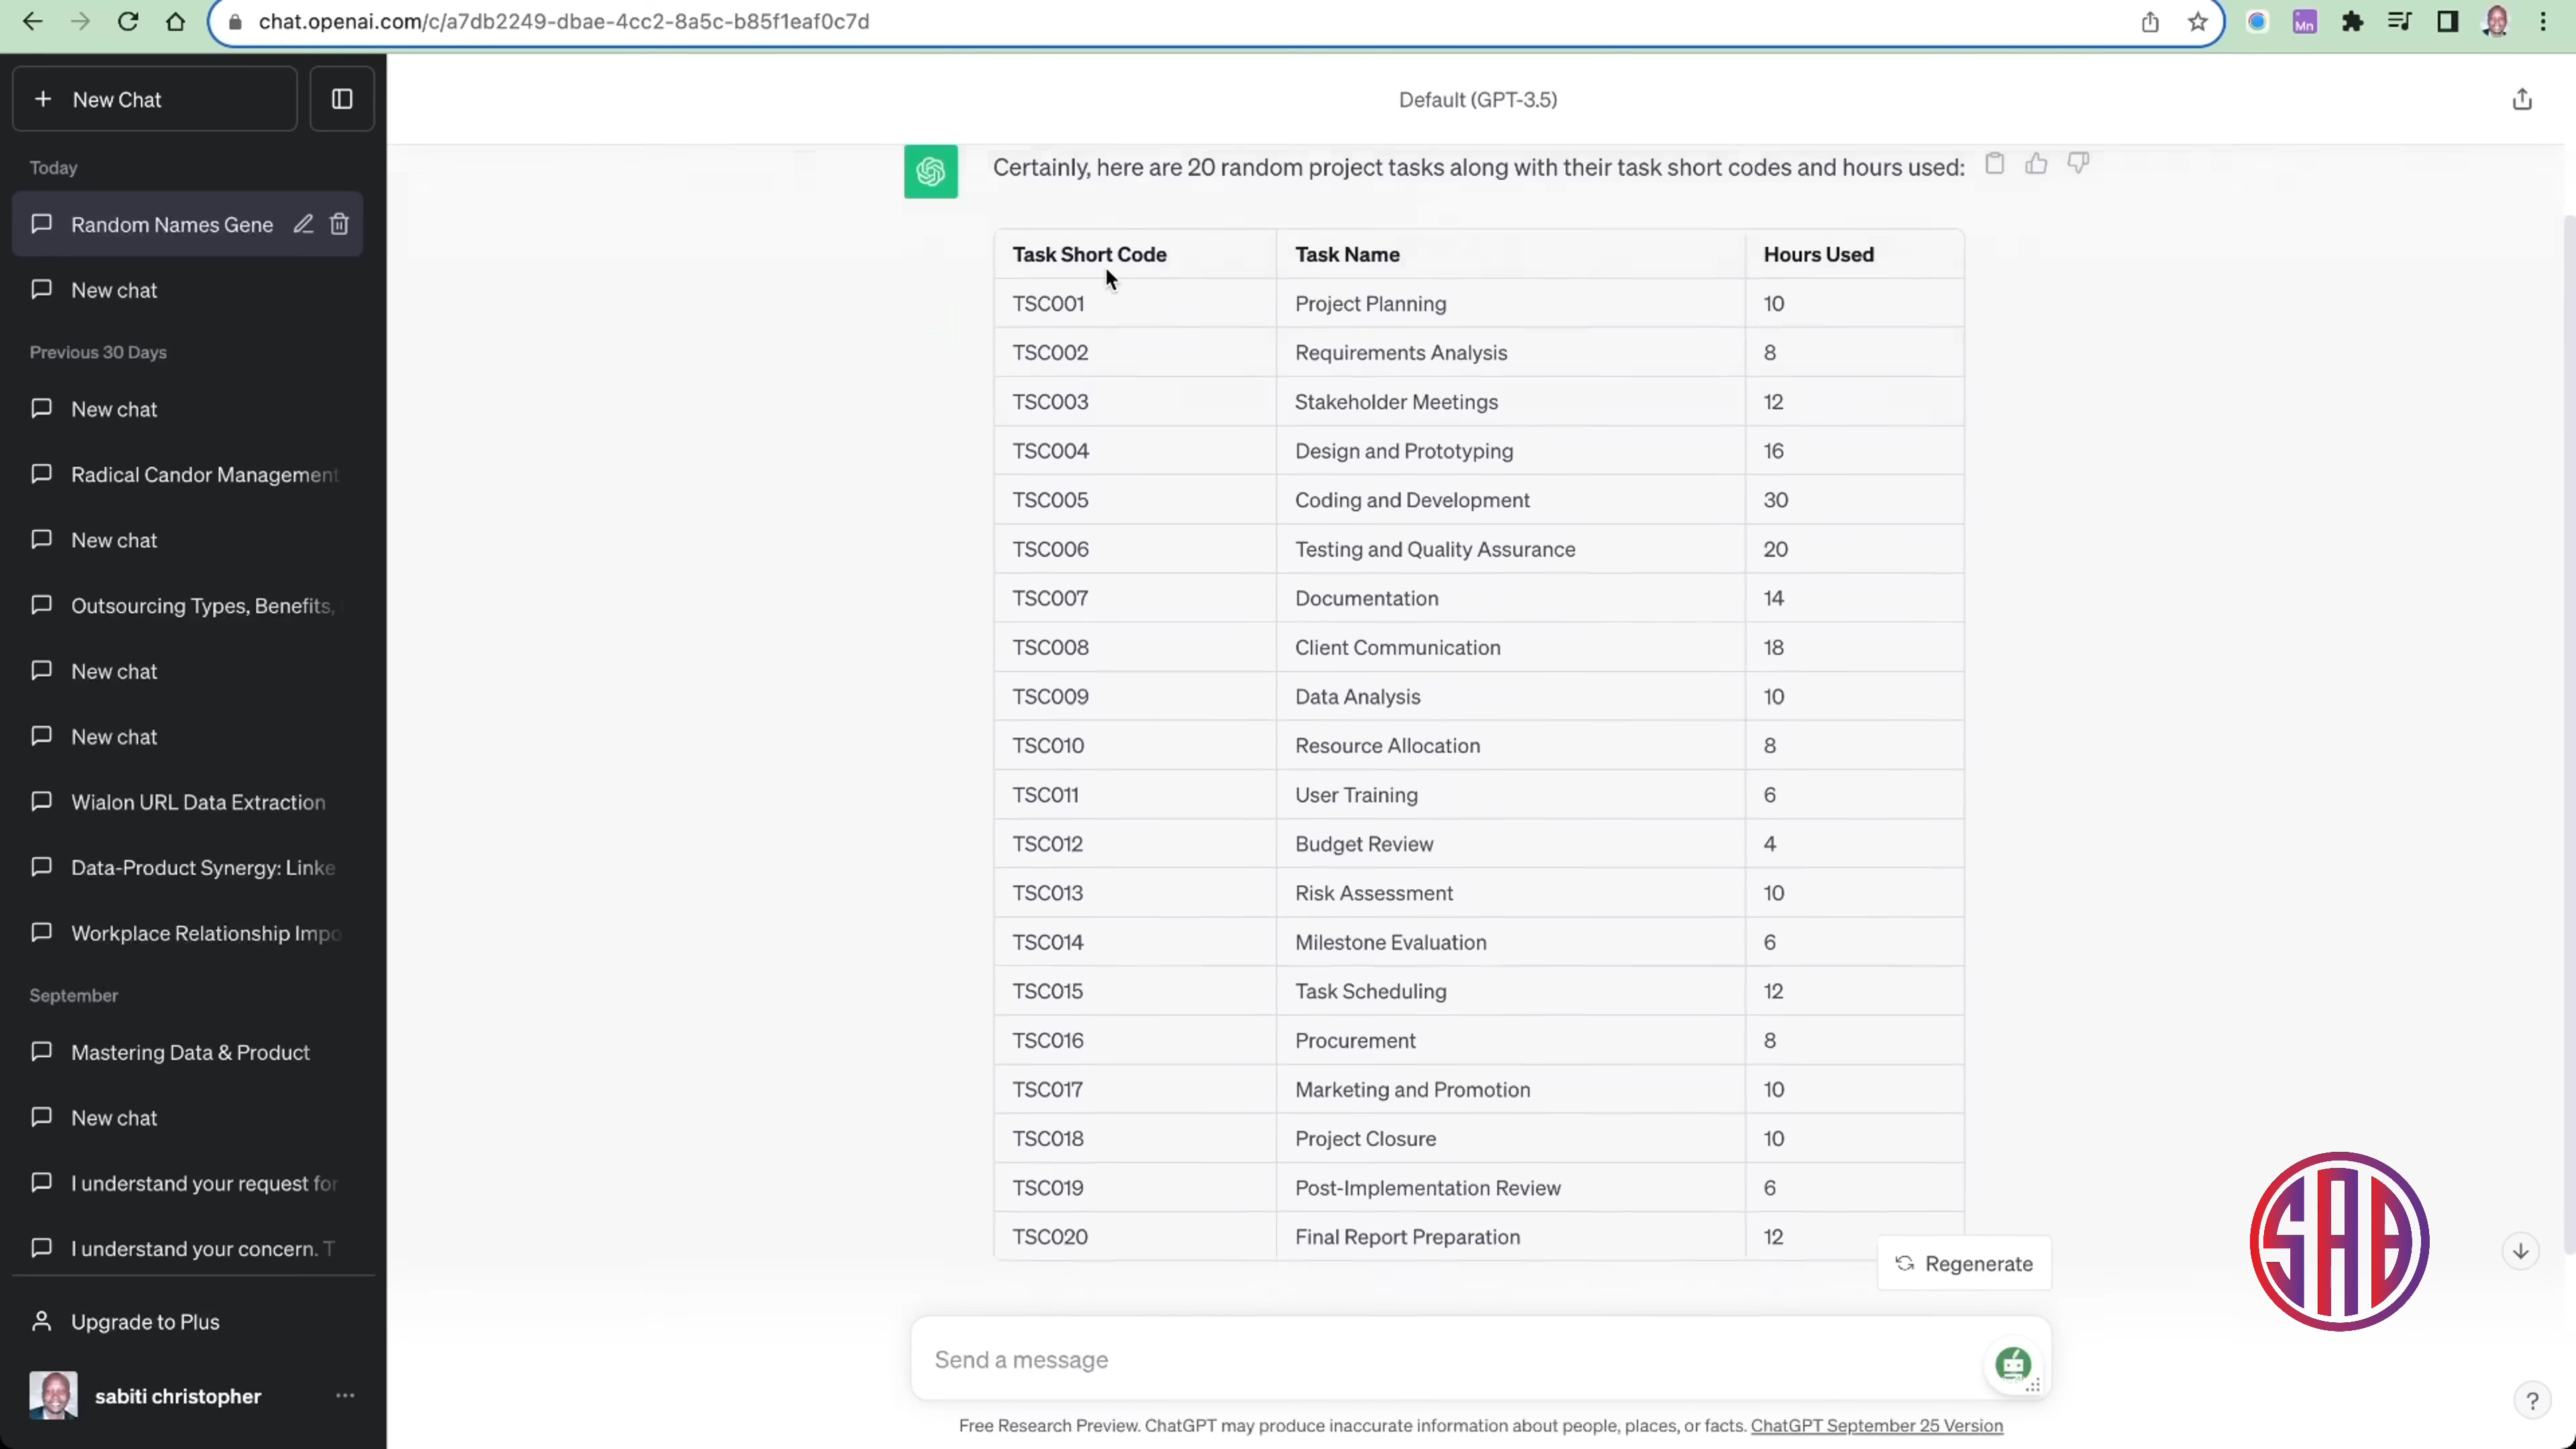 chat.openai.com/c/a7db2249-dbae-4cc2-8a5c-b85f1eaf0c7d
Mn
New Chat
Default (GPT-3.5)
Today
Random Names Gene
New chat
Previous 30 Days
New chat
Radical Candor Management
New chat
Outsourcing Types, Benefits,
New chat
New chat
Wialon URL Data Extraction
Data-Product Synergy: Linke
Workplace Relationship Impo
September
Mastering Data & Product
New chat
I understand your request for
I understand your concern. T
Upgrade to Plus
sabiti christopher
Certainly, here are 20 random project tasks along with their task short codes and hours used:
Task Short Code Task Name Hours Used
TSC001 Project Planning 10
TSC002 Requirements Analysis 8
TSC003 Stakeholder Meetings 12
TSC004 Design and Prototyping 16
TSC005 Coding and Development 30
TSC006 Testing and Quality Assurance 20
TSC007 Documentation 14
TSC008 Client Communication 18
TSC009 Data Analysis 10
TSC010 Resource Allocation 8
TSC011 User Training 6
TSC012 Budget Review 4
TSC013 Risk Assessment 10
TSC014 Milestone Evaluation 6
TSC015 Task Scheduling 12
TSC016 Procurement 8
TSC017 Marketing and Promotion 10
TSC018 Project Closure 10
TSC019 Post-Implementation Review 6
TSC020 Final Report Preparation 12
Regenerate
SAB
Send a message
?
Free Research Preview. ChatGPT may produce inaccurate information about people, places, or facts. ChatGPT September 25 Version